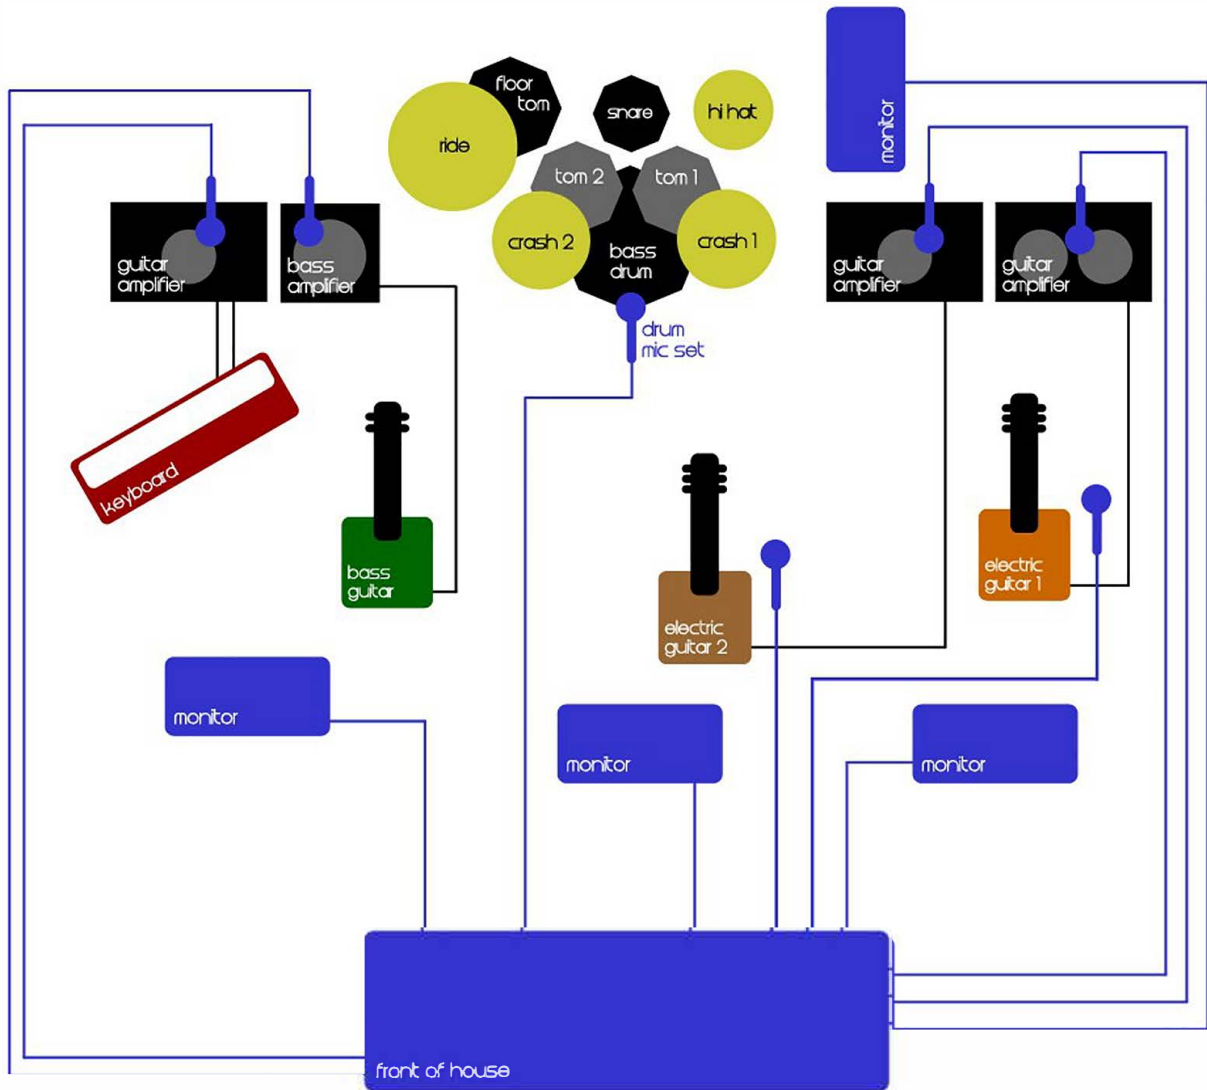 floor
tom
snare
hi hat
ride
monitor
tom 2
tom 1
crash 2
crash 1
bass
drum
guitar
amplifier
bass
amplifier
guitar
amplifier
guitar
amplifier
drum
mic set
keyboard
bass
guitar
electric
guitar 1
electric
guitar 2
monitor
monitor
monitor
front of house